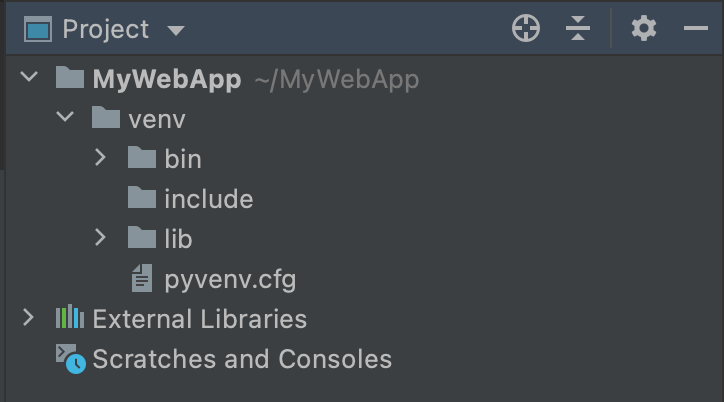 Project
MyWebApp ~/MyWebApp
venv
bin
include
lib
pyvenv.cfg
External Libraries
Scratches and Consoles